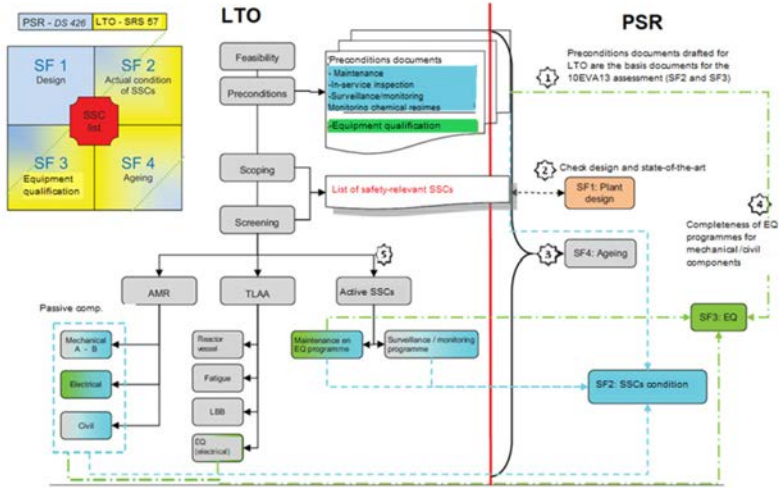 LTO
PSR
PSR - DS 426
LTO - SRS 57
SF 1
Design
SF 2
Actual condition
of SSCs
SSC
list
SF 3
Equipment
qualification
SF 4
Ageing
Feasibility
Preconditions
Scoping
Screening
Preconditions documents
- Maintenance
-In-service inspection
-Surveillance/monitoring
Monitoring chemical regimes
-Equipment qualification
List of safety-relevant SSCs
1
Preconditions documents drafted for
LTO are the basis documents for the
10EVA13 assessment (SF2 and SF3)
2
Check design and state-of-the-art
SF1: Plant
design
3
SF4: Ageing
4
Completeness of EQ
programmes for
mechanical/civil
components
5
AMR
TLAA
Active SSCs
Passive comp.
Mechanical
A - B
Electrical
Civil
Reactor
vessel
Fatigue
LBB
EQ
(electrical)
Maintenance en
EQ programme
Surveillance / monitoring
programme
SF3: EQ
SF2: SSCs condition